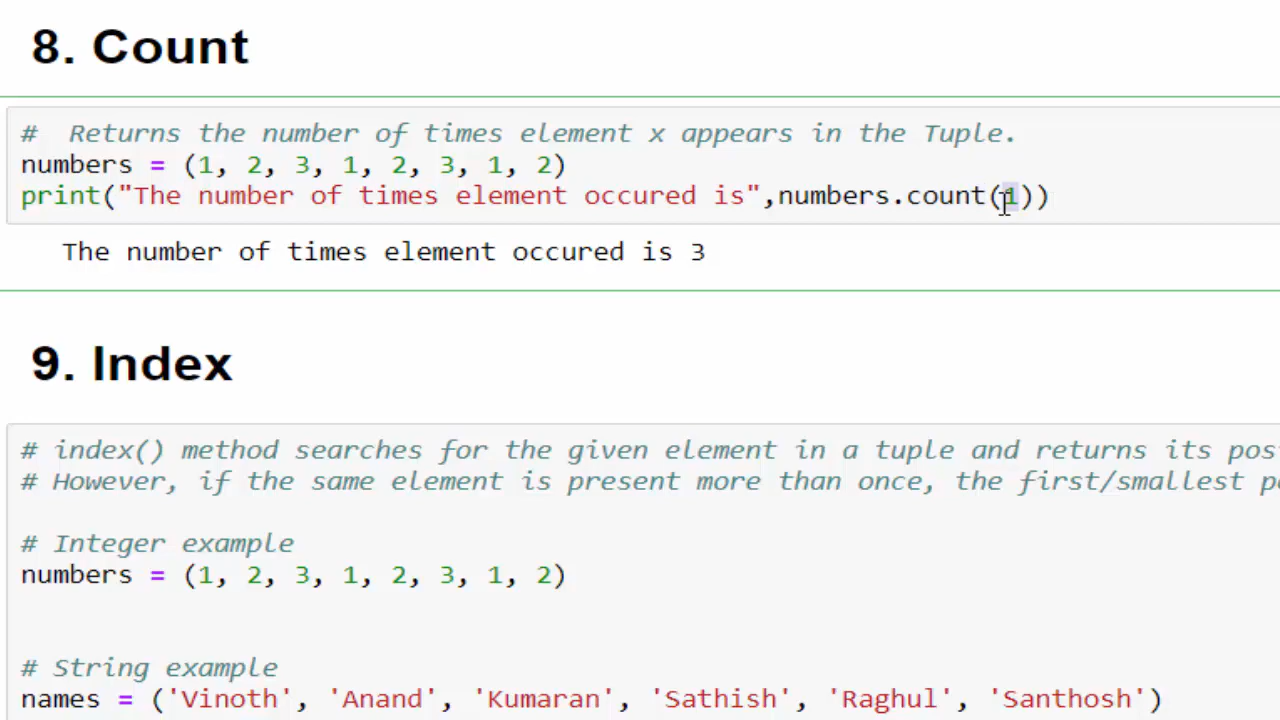 8. Count
#  Returns the number of times element x appears in the Tuple.
numbers = (1, 2, 3, 1, 2, 3, 1, 2)
print("The number of times element occured is",numbers.count(1))
The number of times element occured is 3
9. Index
# index() method searches for the given element in a tuple and returns its
# However, if the same element is present more than once, the first/smallest
# Integer example
numbers = (1, 2, 3, 1, 2, 3, 1, 2)
# String example
names = ('Vinoth', 'Anand', 'Kumaran', 'Sathish', 'Raghul', 'Santhosh')